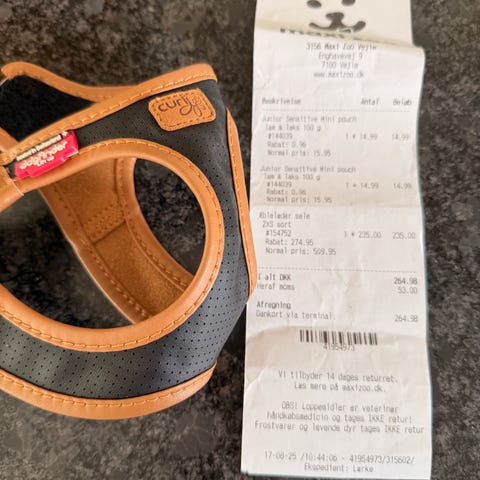 curli
dogfinder
maxi zoo
3156 Maxi Zoo Vejle
Enghavevej 9
7100 Vejle
www.maxizoo.dk
Beskrivelse Antal Beløb
Junior Sensitive Mini pouch
lam & laks 100 g
#144039 1 * 14.99 14.99
Rabat: 0.96
Normal pris: 15.95
Junior Sensitive Mini pouch
lam & laks 100 g
#144039 1 * 14.99 14.99
Rabat: 0.96
Normal pris: 15.95
Æblelæder sele
2XS sort
#154752 1 * 235.00 235.00
Rabat: 274.95
Normal pris: 509.95
I alt DKK 264.98
Heraf moms 53.00
Afregning
Dankort via terminal: 264.98
41954973
Vi tilbyder 14 dages returret.
Læs mere på maxizoo.dk.
OBS! Loppemidler er veterinær
håndkøbsmedicin og tages IKKE retur!
Frostvarer og levende dyr tages IKKE retur!
17-08-25 /10:44:06 - 41954973/315602/
Ekspedient: Lærke